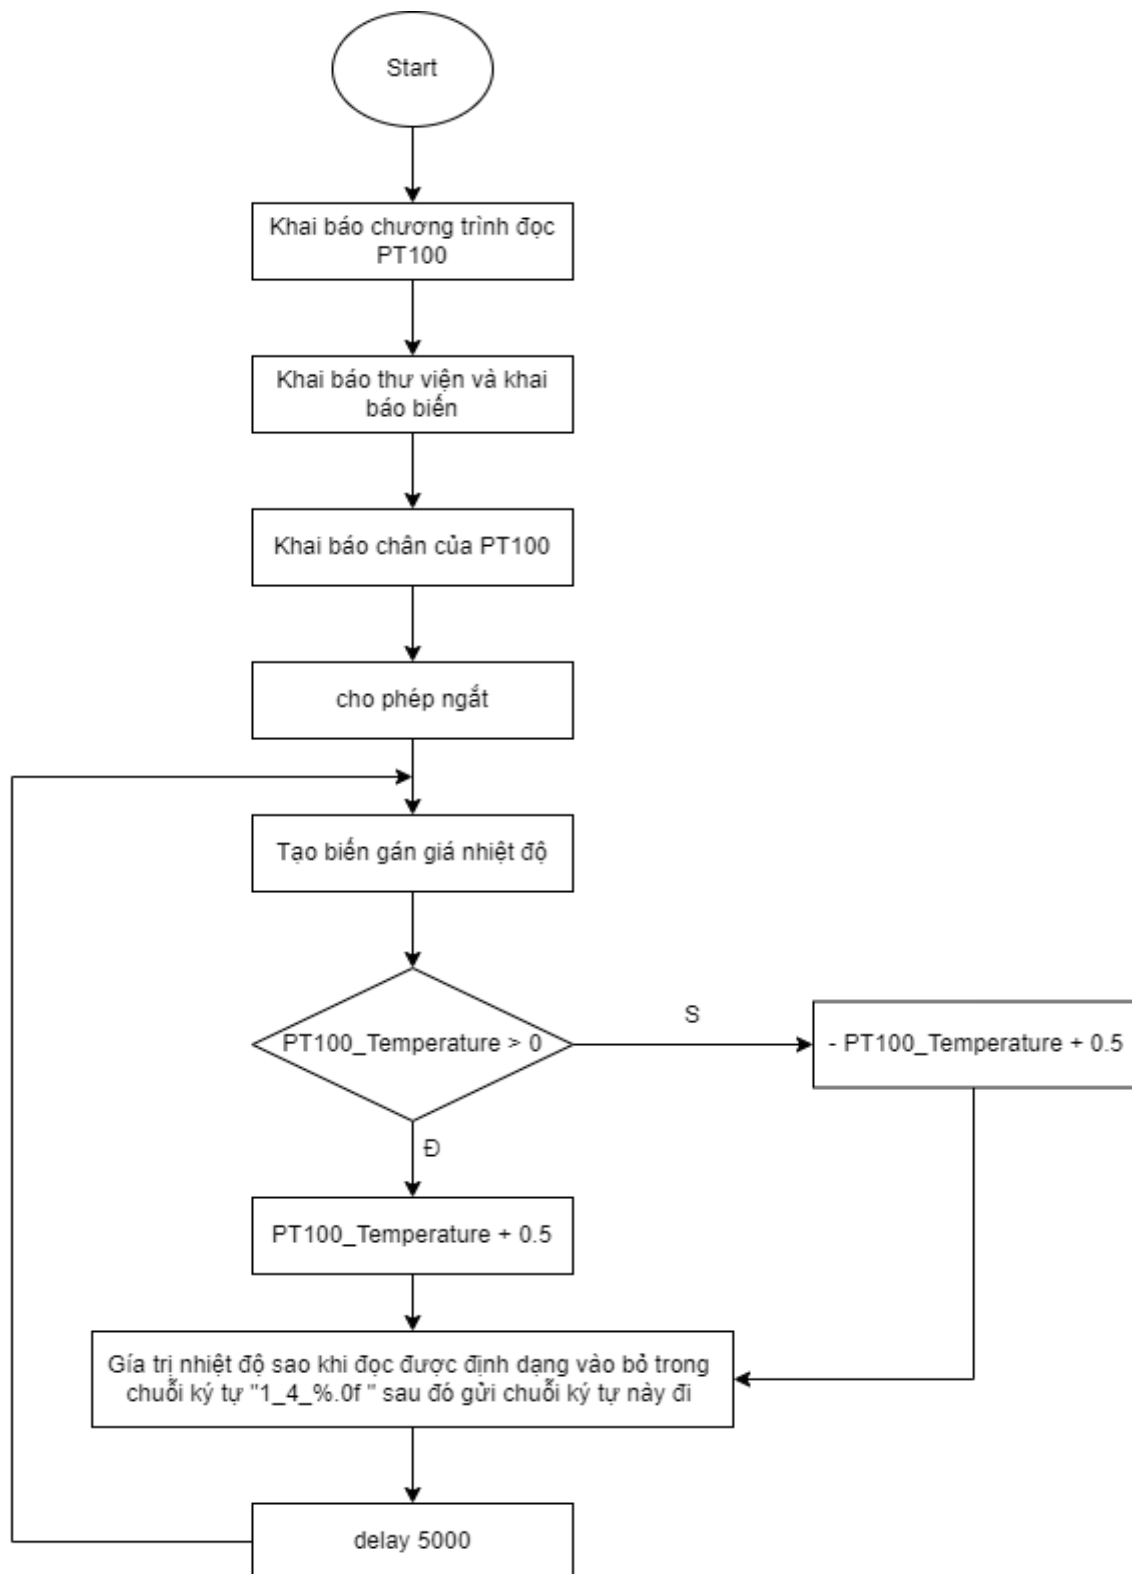 Start
Khai báo chương trình đọc
PT100
Khai báo thư viện và khai
báo biến
Khai báo chân của PT100
cho phép ngắt
Tạo biến gán giá nhiệt độ
PT100_Temperature > 0
S
- PT100_Temperature + 0.5
Đ
PT100_Temperature + 0.5
Gía trị nhiệt độ sao khi đọc được định dạng vào bỏ trong
chuỗi ký tự "1_4_%.0f " sau đó gửi chuỗi ký tự này đi
delay 5000